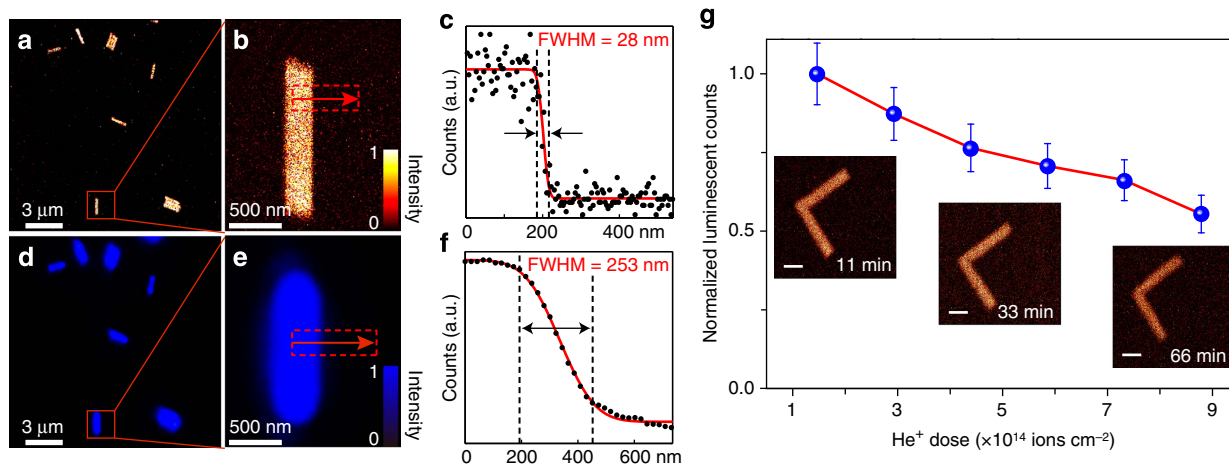 a
3 μm
b
500 nm
1
0
Intensity
c
FWHM = 28 nm
Counts (a.u.)
0
200
400 nm
d
3 μm
e
500 nm
1
0
Intensity
f
FWHM = 253 nm
Counts (a.u.)
0
200
400
600 nm
g
Normalized luminescent counts
1.0
0.5
0.0
11 min
33 min
66 min
1
3
5
7
9
He⁺ dose (×10¹⁴ ions cm⁻²)